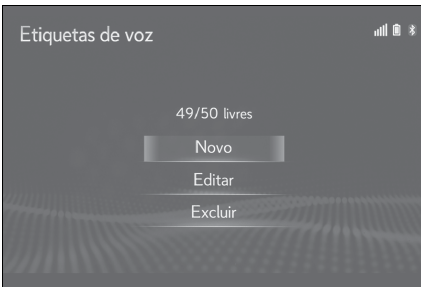 Etiquetas de voz
49/50 livres
Novo
Editar
Excluir